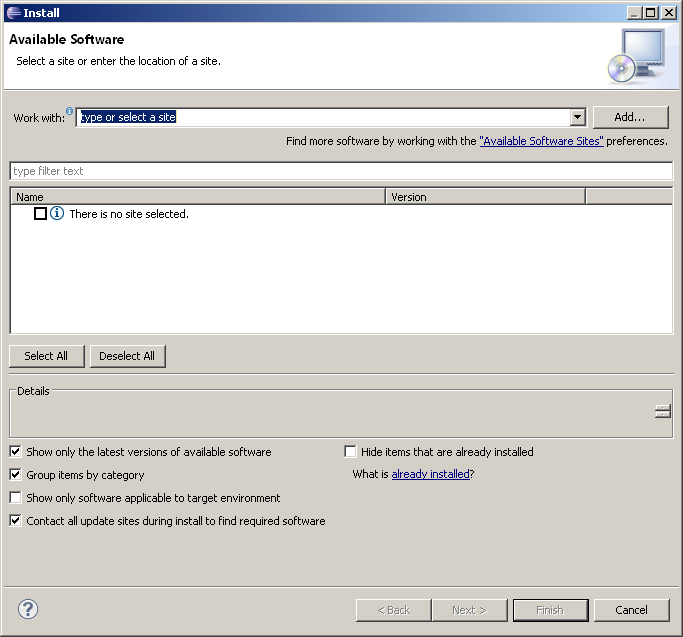 Install
Available Software
Select a site or enter the location of a site.
Work with: type or select a site Add...
Find more software by working with the "Available Software Sites" preferences.
type filter text
Name Version
There is no site selected.
Select All Deselect All
Details
Show only the latest versions of available software Hide items that are already installed
Group items by category What is already installed?
Show only software applicable to target environment
Contact all update sites during install to find required software
? < Back Next > Finish Cancel